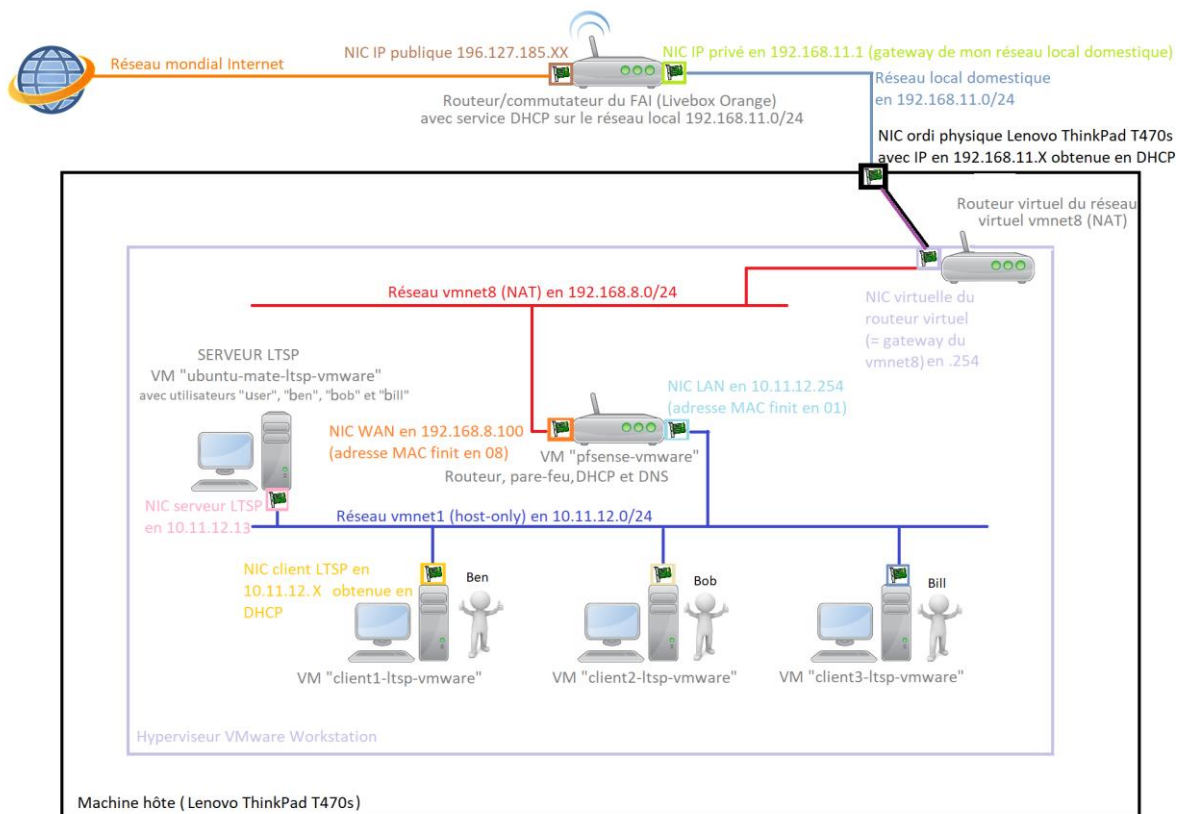 NIC IP publique 196.127.185.XX
NIC IP privé en 192.168.11.1 (gateway de mon réseau local domestique)
Réseau mondial Internet
Réseau local domestique
en 192.168.11.0/24
Routeur/commutateur du FAI (Livebox Orange)
avec service DHCP sur le réseau local 192.168.11.0/24
NIC ordi physique Lenovo ThinkPad T470s
avec IP en 192.168.11.X obtenue en DHCP
Routeur virtuel du réseau
virtuel vmnet8 (NAT)
Réseau vmnet8 (NAT) en 192.168.8.0/24
NIC virtuelle du
routeur virtuel
(= gateway du
vmnet8) en .254
SERVEUR LTSP
VM "ubuntu-mate-ltsp-vmware"
avec utilisateurs "user", "ben", "bob" et "bill"
NIC LAN en 10.11.12.254
(adresse MAC finit en 01)
NIC WAN en 192.168.8.100
(adresse MAC finit en 08)
VM "pfsense-vmware"
Routeur, pare-feu,DHCP et DNS
NIC serveur LTSP
en 10.11.12.13
Réseau vmnet1 (host-only) en 10.11.12.0/24
NIC client LTSP en
10.11.12.X obtenue en
DHCP
Ben
Bob
Bill
VM "client1-ltsp-vmware"
VM "client2-ltsp-vmware"
VM "client3-ltsp-vmware"
Hyperviseur VMware Workstation
Machine hôte ( Lenovo ThinkPad T470s)